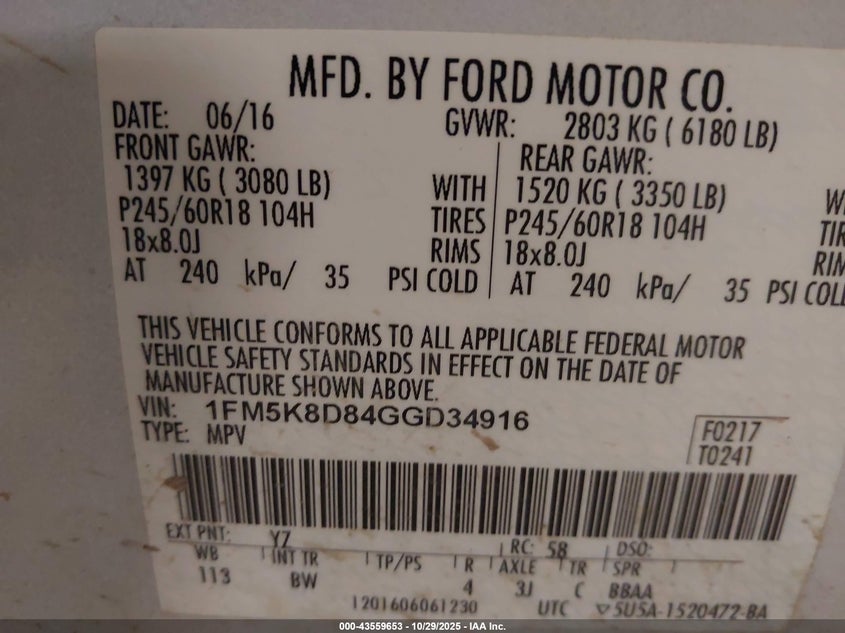 MFD. BY FORD MOTOR CO.
DATE: 06/16 GVWR: 2803 KG ( 6180 LB)
FRONT GAWR: REAR GAWR:
1397 KG ( 3080 LB) WITH 1520 KG ( 3350 LB)
P245/60R18 104H TIRES P245/60R18 104H
18x8.0J RIMS 18x8.0J
AT 240 kPa/ 35 PSI COLD AT 240 kPa/ 35 PSI COL
THIS VEHICLE CONFORMS TO ALL APPLICABLE FEDERAL MOTOR
VEHICLE SAFETY STANDARDS IN EFFECT ON THE DATE OF
MANUFACTURE SHOWN ABOVE.
VIN: 1FM5K8D84GGD34916
TYPE: MPV
F0217
T0241
EXT PNT: YZ RC: 58 DSO:
WB INT TR TP/PS R AXLE TR SPR
113 BW 4 3J C BBAA
1201606061230 UTC 5U5A-1520472-BA
000-43559653 - 10/29/2025 - IAA Inc.